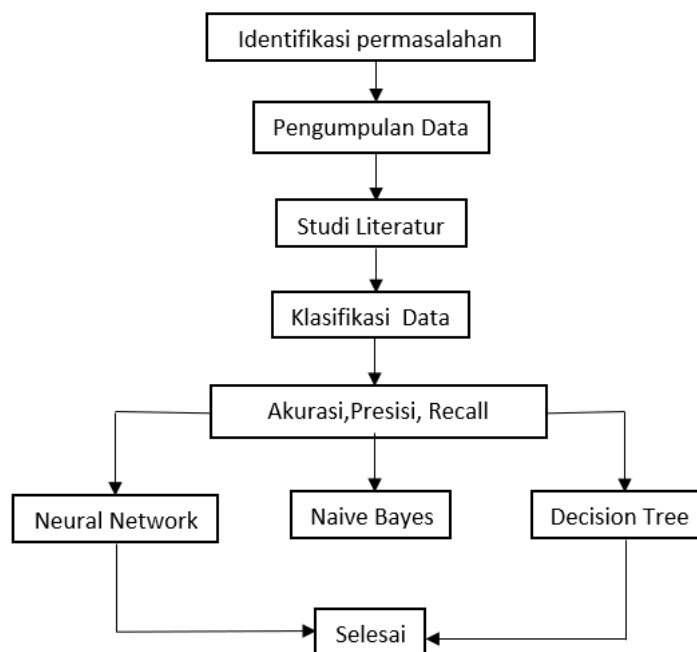 Identifikasi permasalahan
Pengumpulan Data
Studi Literatur
Klasifikasi Data
Akurasi,Presisi, Recall
Neural Network
Naive Bayes
Decision Tree
Selesai